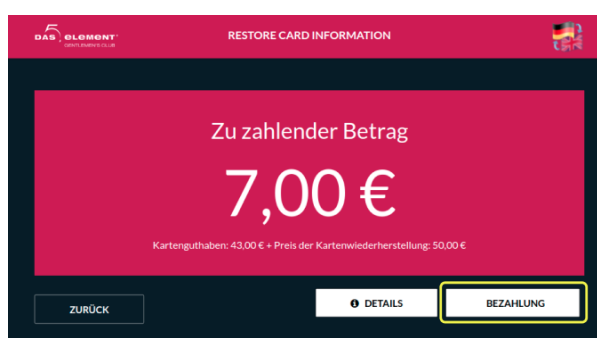 DAS 5. ELEMENT
GENTLEMEN'S CLUB
RESTORE CARD INFORMATION
Zu zahlender Betrag
7,00 €
Kartenguthaben: 43,00 € + Preis der Kartenwiederherstellung: 50,00 €
ZURÜCK
DETAILS
BEZAHLUNG